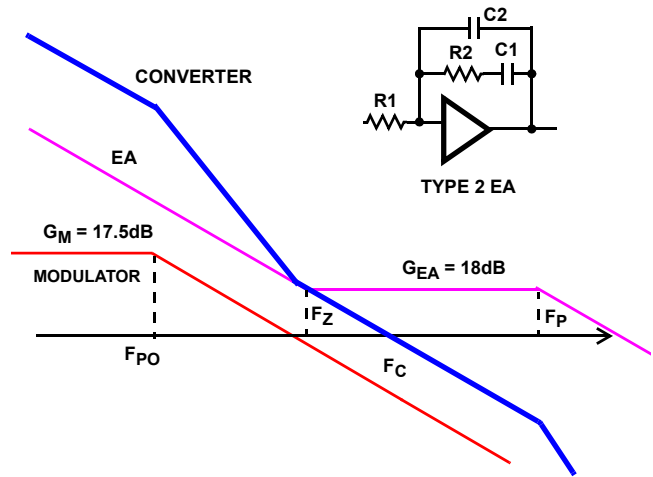 C2
R2
C1
R1
TYPE 2 EA
CONVERTER
EA
GM = 17.5dB
MODULATOR
GEA = 18dB
FPO
FZ
FC
FP